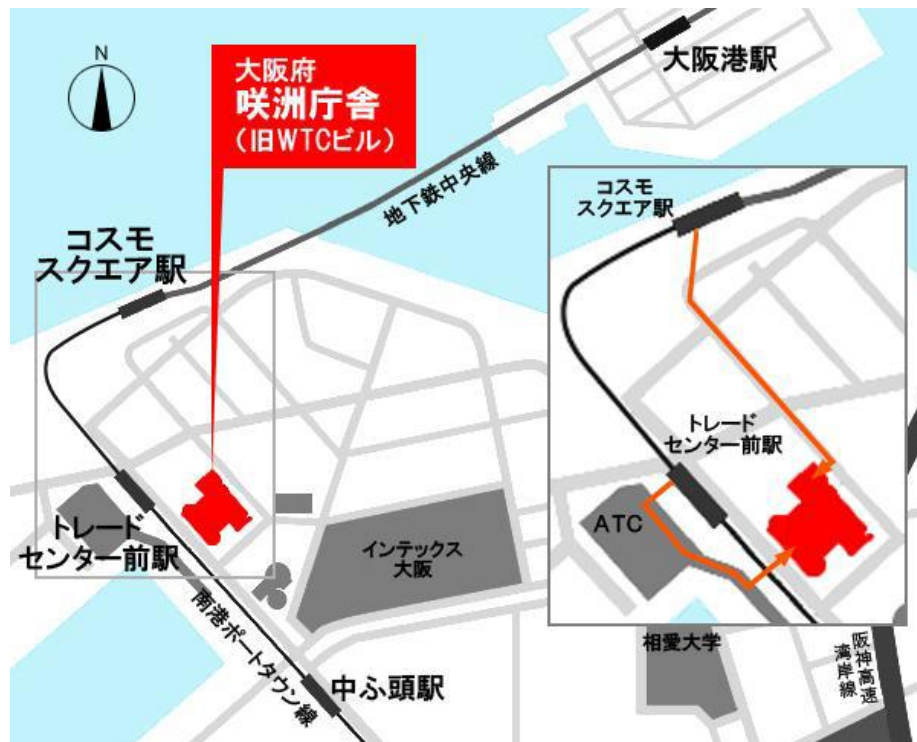 N
大阪府
咲洲庁舎
（旧WTCビル）
大阪港駅
地下鉄中央線
コスモ
スクエア駅
コスモ
スクエア駅
トレード
センター前駅
ATC
トレード
センター前駅
インテックス
大阪
南港ポートタウン線
中ふ頭駅
相愛大学
阪神高速
湾岸線